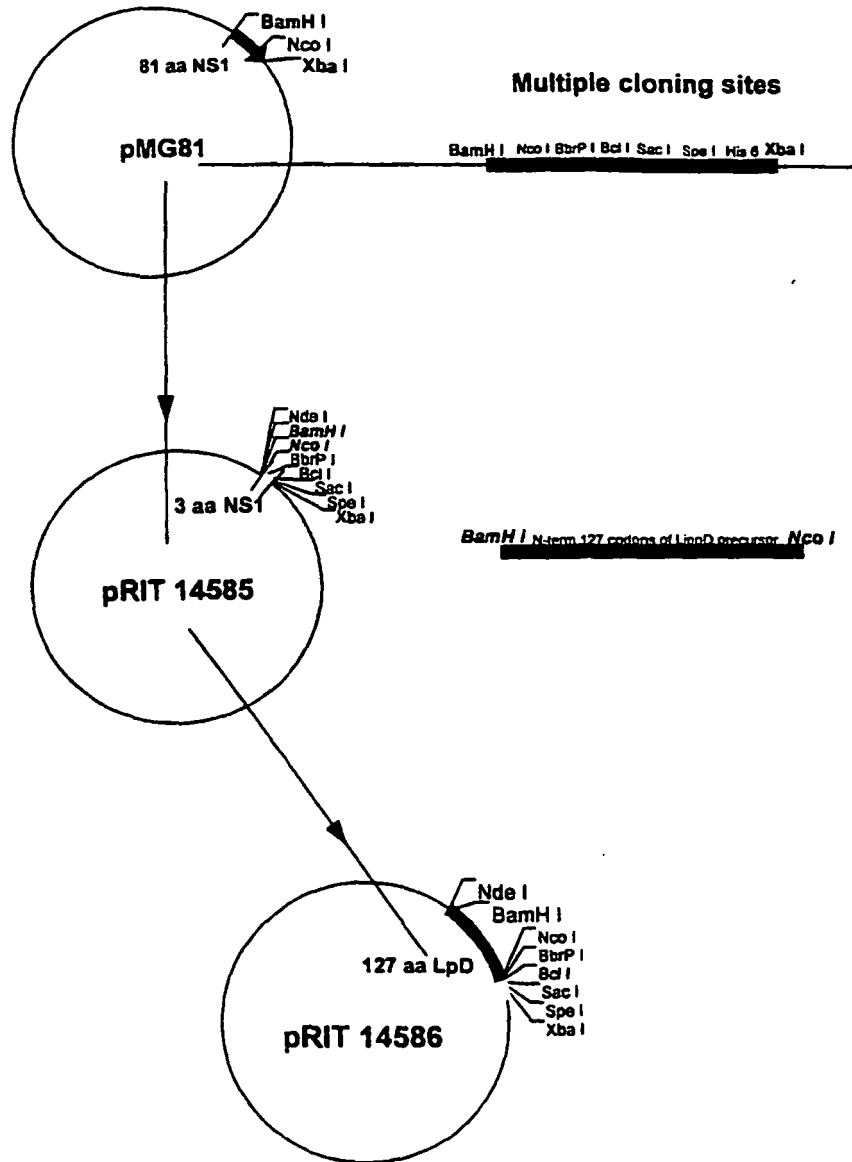 BamH I
Nco I
81 aa NS1
Xba I
Multiple cloning sites
pMG81
BamH I Nco I BbrP I Bcl I Sac I Spe I His 6 Xba I
Nde I
BamH I
Nco I
BbrP I
Bcl I
3 aa NS1
Sac I
Spe I
Xba I
BamH I N-term 127 codons of LipoD precursor Nco I
pRIT 14585
Nde I
BamH I
Nco I
BbrP I
127 aa LpD
Bcl I
Sac I
Spe I
Xba I
pRIT 14586